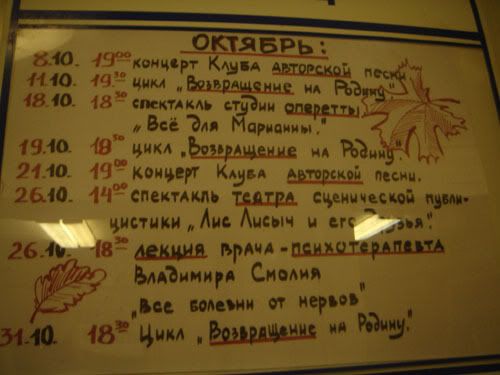 ОКТЯБРЬ:
8.10. 19⁰⁰ концерт Клуба авторской песни
11.10. 19³⁰ цикл „Возвращение на Родину"
18.10. 18³⁰ спектакль студии оперетты
„Всё для Марианны."
19.10. 18³⁰ цикл „Возвращение на Родину."
21.10. 19⁰⁰ концерт Клуба авторской песни.
26.10. 14⁰⁰ спектакль театра сценической публи-
цистики „Лис Лисыч и его друзья".
26.10. 18³⁰ лекция врача-психотерапевта
Владимира Смолия
„Все болезни от нервов"
31.10. 18³⁰ Цикл „Возвращение на Родину."